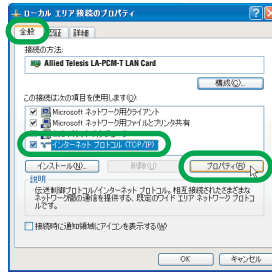 ローカル エリア接続のプロパティ
全般 認証 詳細
接続の方法:
Allied Telesis LA-PCM-T LAN Card
構成(C)...
この接続は次の項目を使用します(O):
Microsoft ネットワーク用クライアント
Microsoft ネットワーク用ファイルとプリンタ共有
インターネット プロトコル (TCP/IP)
インストール(N)... 削除(U) プロパティ(R)
説明
伝送制御プロトコル/インターネット プロトコル。相互接続されたさまざまな
ネットワーク間の通信を提供する、既定のワイド エリア ネットワーク プロトコ
ルです。
接続時に通知領域にアイコンを表示する(W)
OK キャンセル